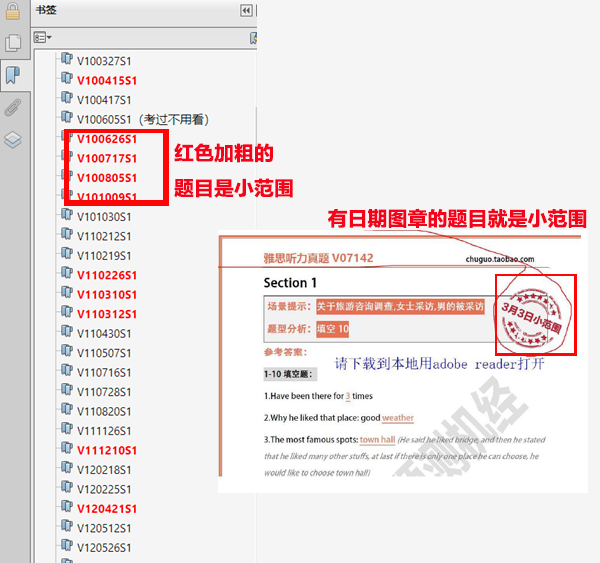 书签
V100327S1
V100415S1
V100417S1
V100605S1（考过不用看）
V100626S1
V100717S1
V100805S1
V101009S1
V101030S1
V110212S1
V110219S1
V110226S1
V110310S1
V110312S1
V110430S1
V110507S1
V110716S1
V110728S1
V110820S1
V111126S1
V111210S1
V120218S1
V120225S1
V120421S1
V120512S1
V120526S1
红色加粗的
题目是小范围
有日期图章的题目就是小范围
雅思听力真题 V07142
chuguo.taobao.com
Section 1
场景提示：关于旅游咨询调查,女士采访,男的被采访
题型分析：填空 10
3月3日小范围
参考答案：
请下载到本地用adobe reader打开
1-10 填空题：
1.Have been there for 3 times
2.Why he liked that place: good weather
3.The most famous spots: town hall (He said he liked bridge, and then he stated
that he liked many other stuffs, at last if there is only one place he can choose, he
would like to choose town hall)
预测机经